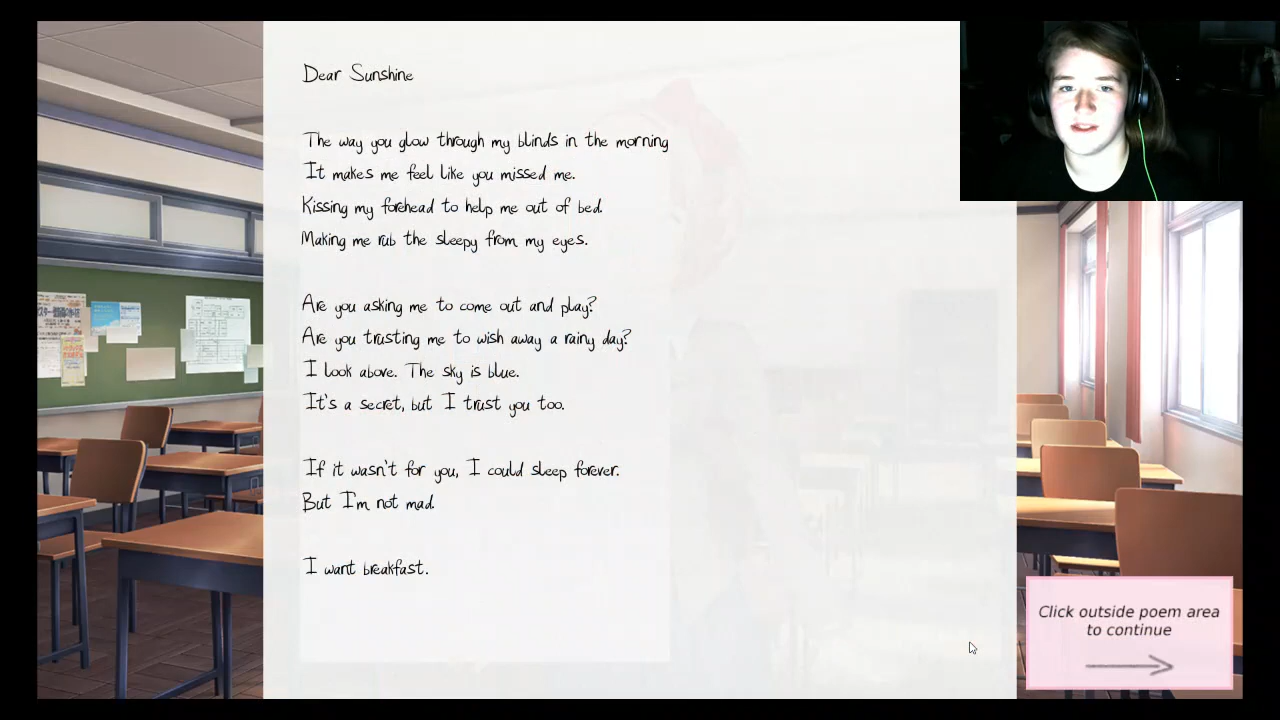 Dear Sunshine
The way you glow through my blinds in the morning
It makes me feel like you missed me.
Kissing my forehead to help me out of bed.
Making me rub the sleepy from my eyes.
Are you asking me to come out and play?
Are you trusting me to wish away a rainy day?
I look above. The sky is blue.
It's a secret, but I trust you too.
If it wasn't for you, I could sleep forever.
But I'm not mad.
I want breakfast.
Click outside poem area
to continue